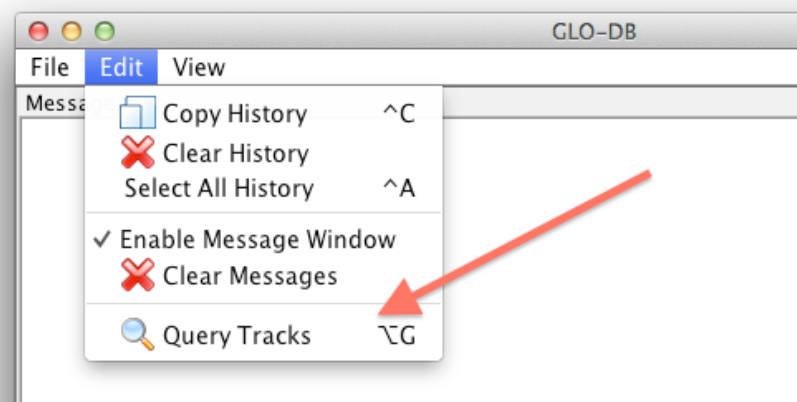 GLO-DB
File Edit View
Copy History ^C
Clear History
Select All History ^A
✓ Enable Message Window
Clear Messages
Query Tracks ⌥G